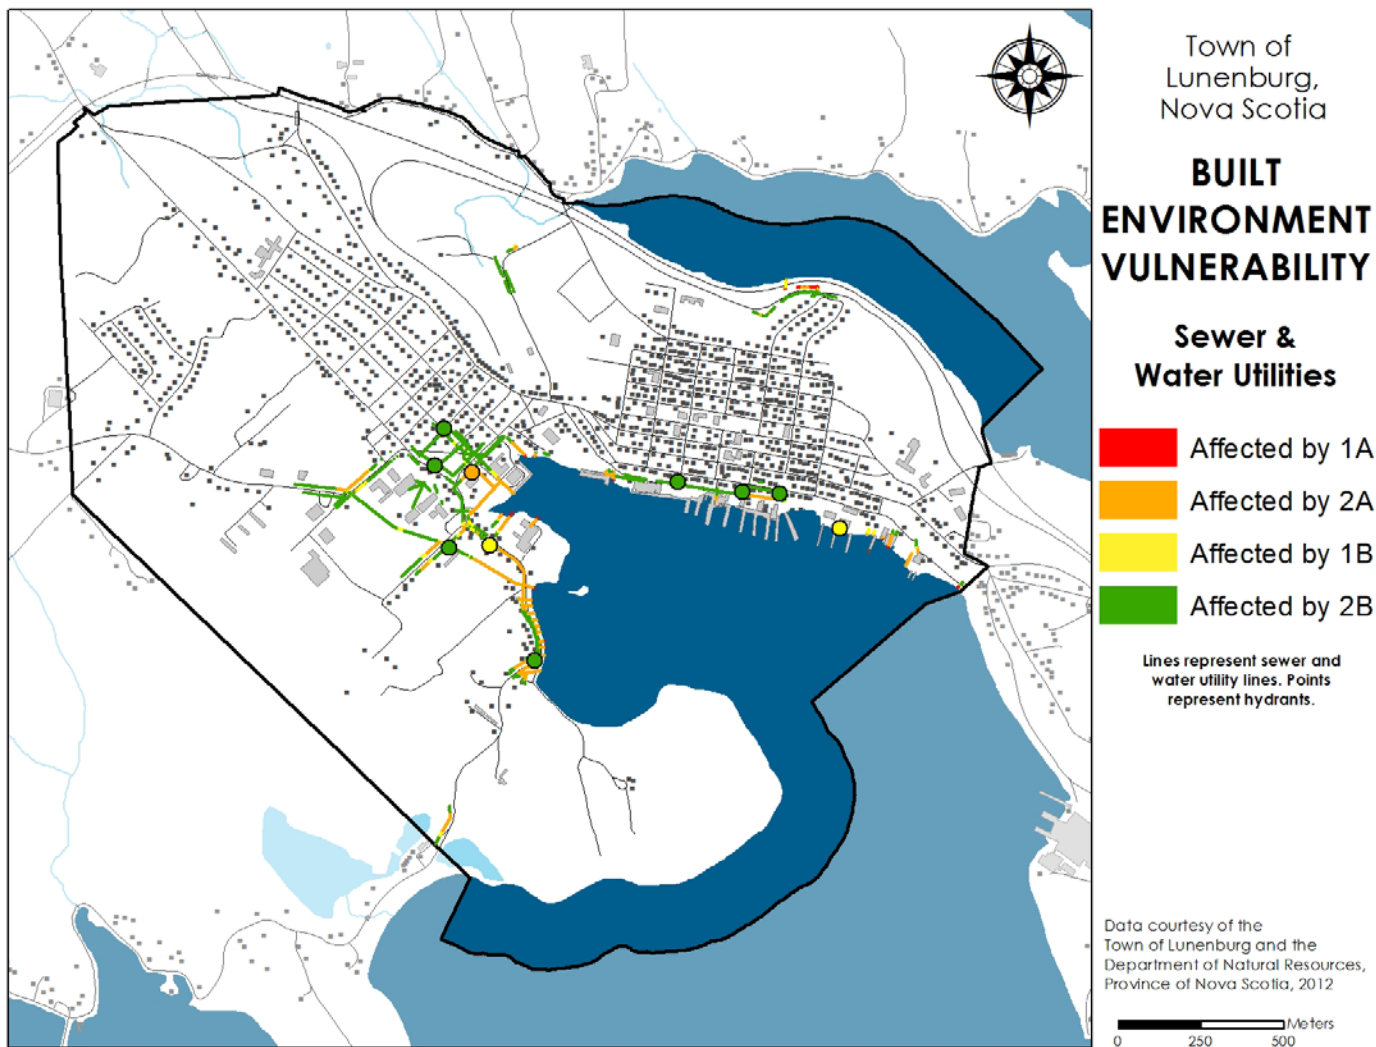 Town of
Lunenburg,
Nova Scotia
BUILT
ENVIRONMENT
VULNERABILITY
Sewer &
Water Utilities
Affected by 1A
Affected by 2A
Affected by 1B
Affected by 2B
Lines represent sewer and
water utility lines. Points
represent hydrants.
Data courtesy of the
Town of Lunenburg and the
Department of Natural Resources,
Province of Nova Scotia, 2012
Meters
0 250 500